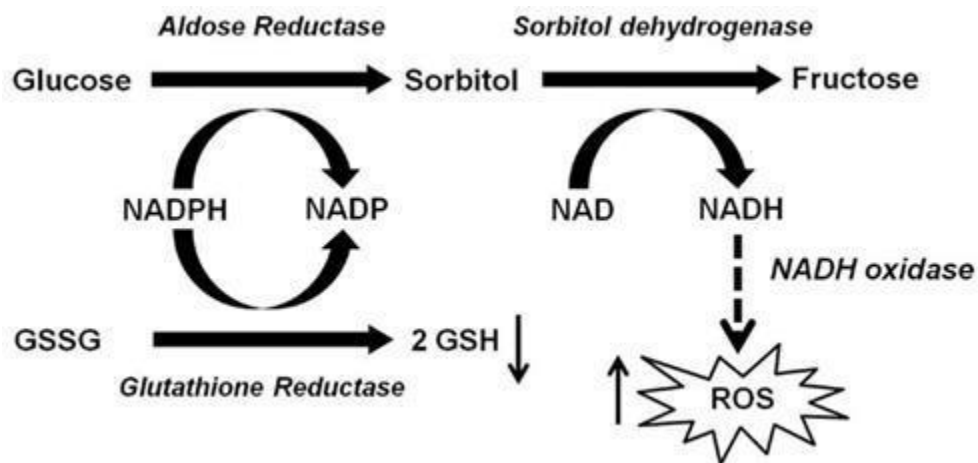 Aldose Reductase
Sorbitol dehydrogenase
Glucose
Sorbitol
Fructose
NADPH
NADP
NAD
NADH
NADH oxidase
GSSG
2 GSH
Glutathione Reductase
ROS